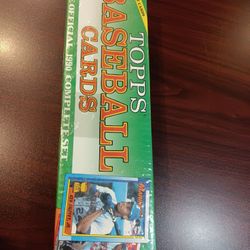 TOPPS
BASEBALL
CARDS
OFFICIAL 1990 COMPLETE SET